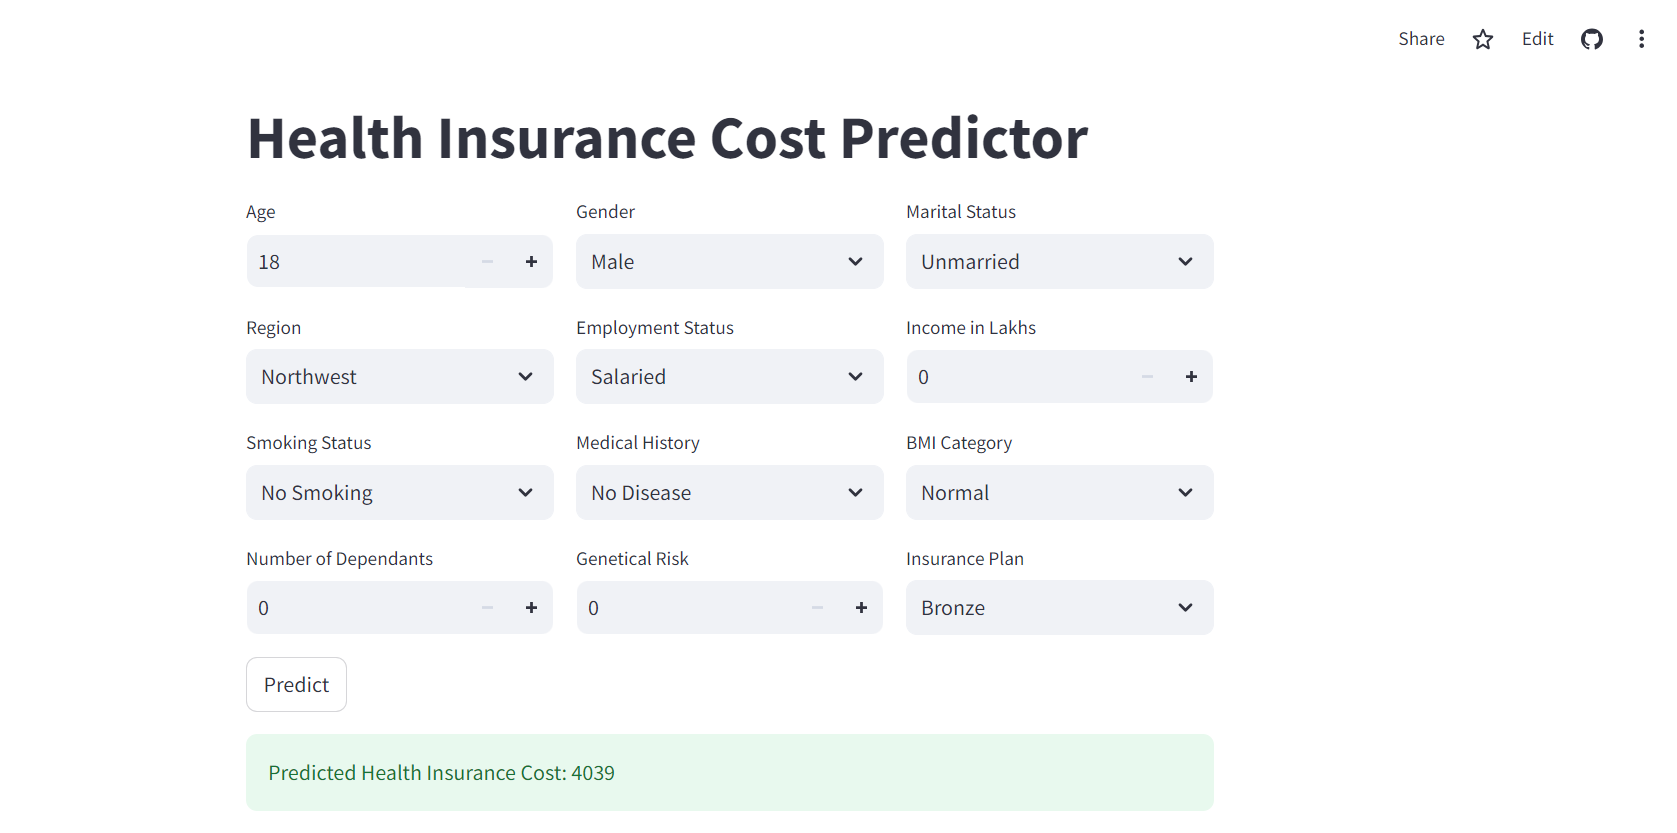 Share Edit
Health Insurance Cost Predictor
Age Gender Marital Status
18 Male Unmarried
Region Employment Status Income in Lakhs
Northwest Salaried 0
Smoking Status Medical History BMI Category
No Smoking No Disease Normal
Number of Dependants Genetical Risk Insurance Plan
0 0 Bronze
Predict
Predicted Health Insurance Cost: 4039